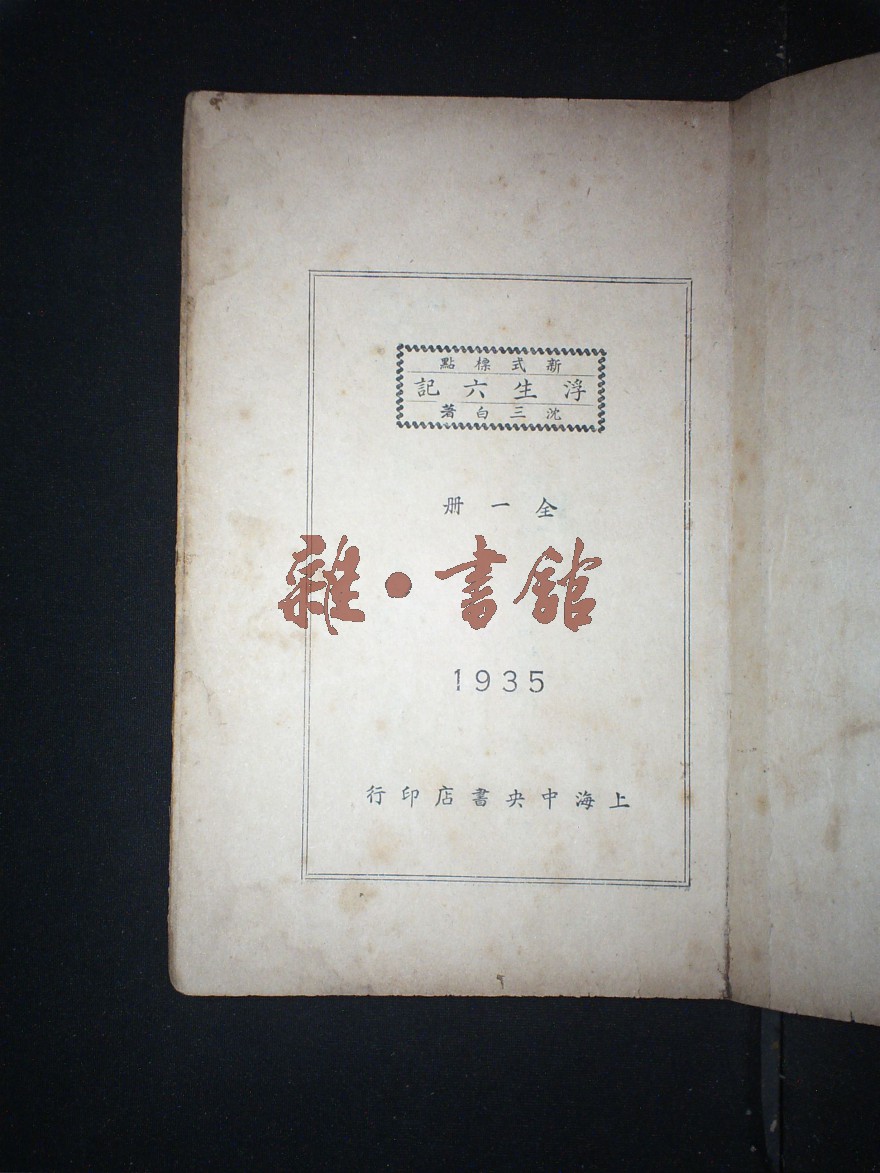 新式標點
浮生六記
沈三白著
全一冊
雜·書館
1935
上海中央書店印行